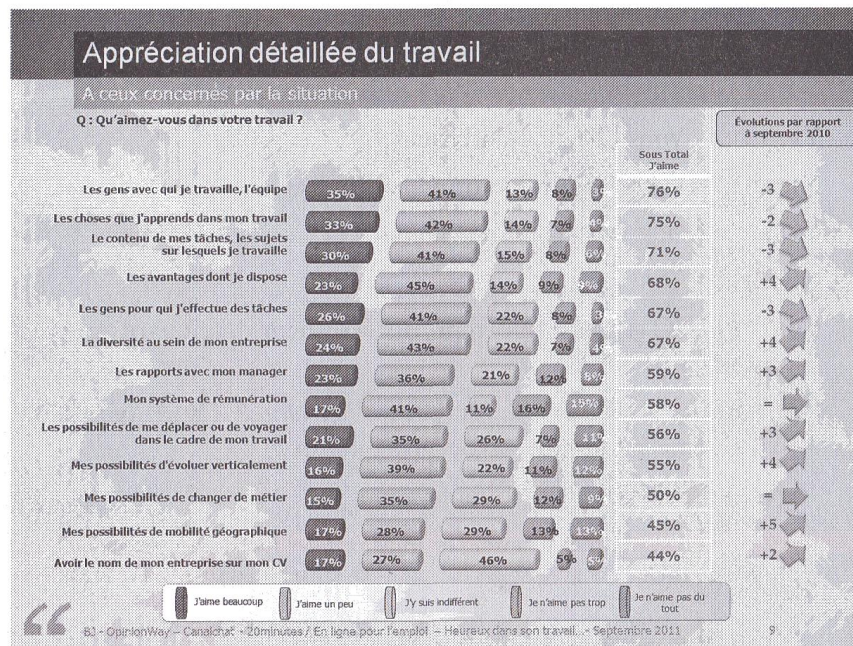 Appréciation détaillée du travail
A ceux concernés par la situation
Q : Qu'aimez-vous dans votre travail ?
Évolutions par rapport
à septembre 2010
Sous Total
J'aime
Les gens avec qui je travaille, l'équipe 35% 41% 13% 8% 76% -3
Les choses que j'apprends dans mon travail 33% 42% 14% 7% 75% -2
Le contenu de mes tâches, les sujets
sur lesquels je travaille 30% 41% 15% 8% 71% -3
Les avantages dont je dispose 23% 45% 14% 9% 9% 68% +4
Les gens pour qui j'effectue des tâches 26% 41% 22% 8% 67% -3
La diversité au sein de mon entreprise 24% 43% 22% 7% 67% +4
Les rapports avec mon manager 23% 36% 21% 12% 59% +3
Mon système de rémunération 17% 41% 11% 16% 15% 58% =
Les possibilités de me déplacer ou de voyager
dans le cadre de mon travail 21% 35% 26% 7% 11% 56% +3
Mes possibilités d'évoluer verticalement 16% 39% 22% 11% 12% 55% +4
Mes possibilités de changer de métier 15% 35% 29% 12% 9% 50% =
Mes possibilités de mobilité géographique 17% 28% 29% 13% 13% 45% +5
Avoir le nom de mon entreprise sur mon CV 17% 27% 46% 5% 44% +2
J'aime beaucoup J'aime un peu J'y suis indifférent Je n'aime pas trop Je n'aime pas du
tout
BJ - OpinionWay – Canalchat - 20minutes / En ligne pour l'emploi – Heureux dans son travail...- Septembre 2011 9